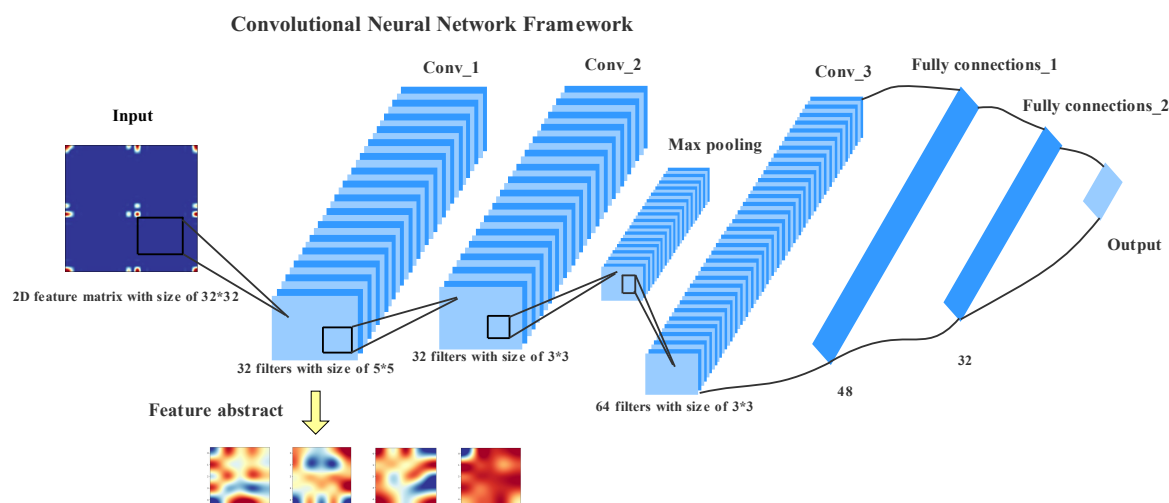 Convolutional Neural Network Framework
Input
Conv_1
Conv_2
Max pooling
Conv_3
Fully connections_1
Fully connections_2
Output
2D feature matrix with size of 32*32
32 filters with size of 5*5
32 filters with size of 3*3
64 filters with size of 3*3
48
32
Feature abstract